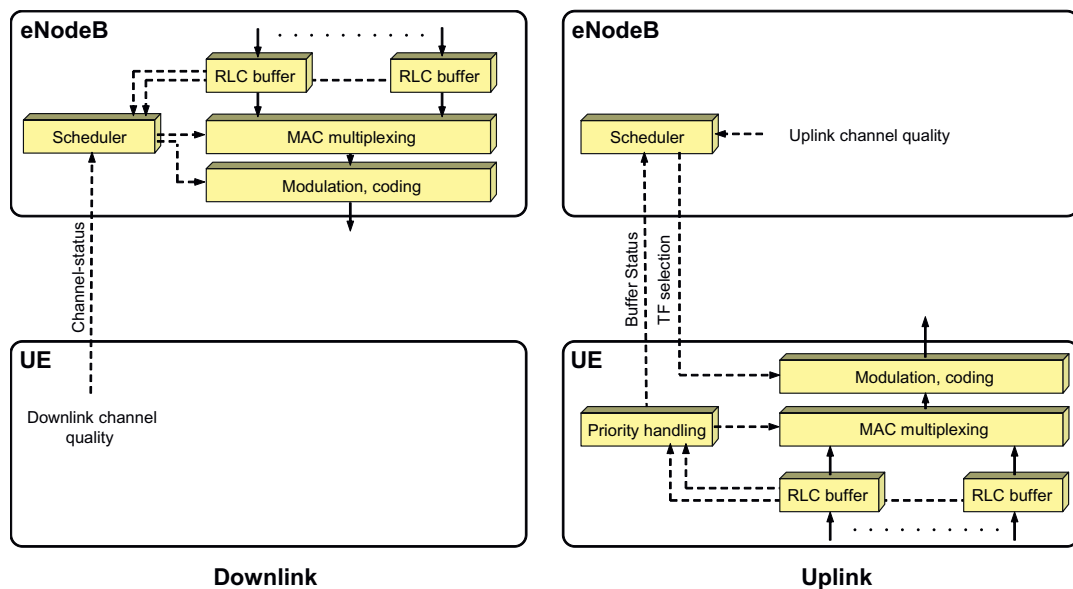 eNodeB
RLC buffer
RLC buffer
Scheduler
MAC multiplexing
Modulation, coding
Channel-status
UE
Downlink channel
quality
Downlink
eNodeB
Scheduler
Uplink channel quality
Buffer Status
TF selection
UE
Modulation, coding
Priority handling
MAC multiplexing
RLC buffer
RLC buffer
Uplink